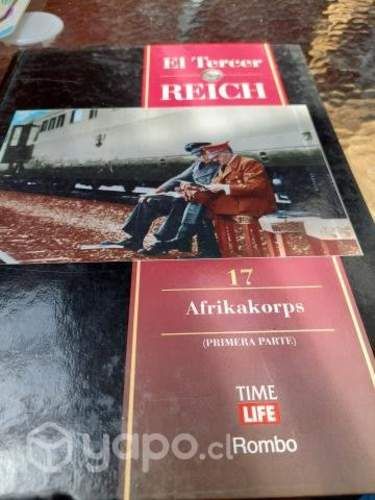 El Tercer
REICH
17
Afrikakorps
(PRIMERA PARTE)
TIME
LIFE
Rombo
yapo.cl